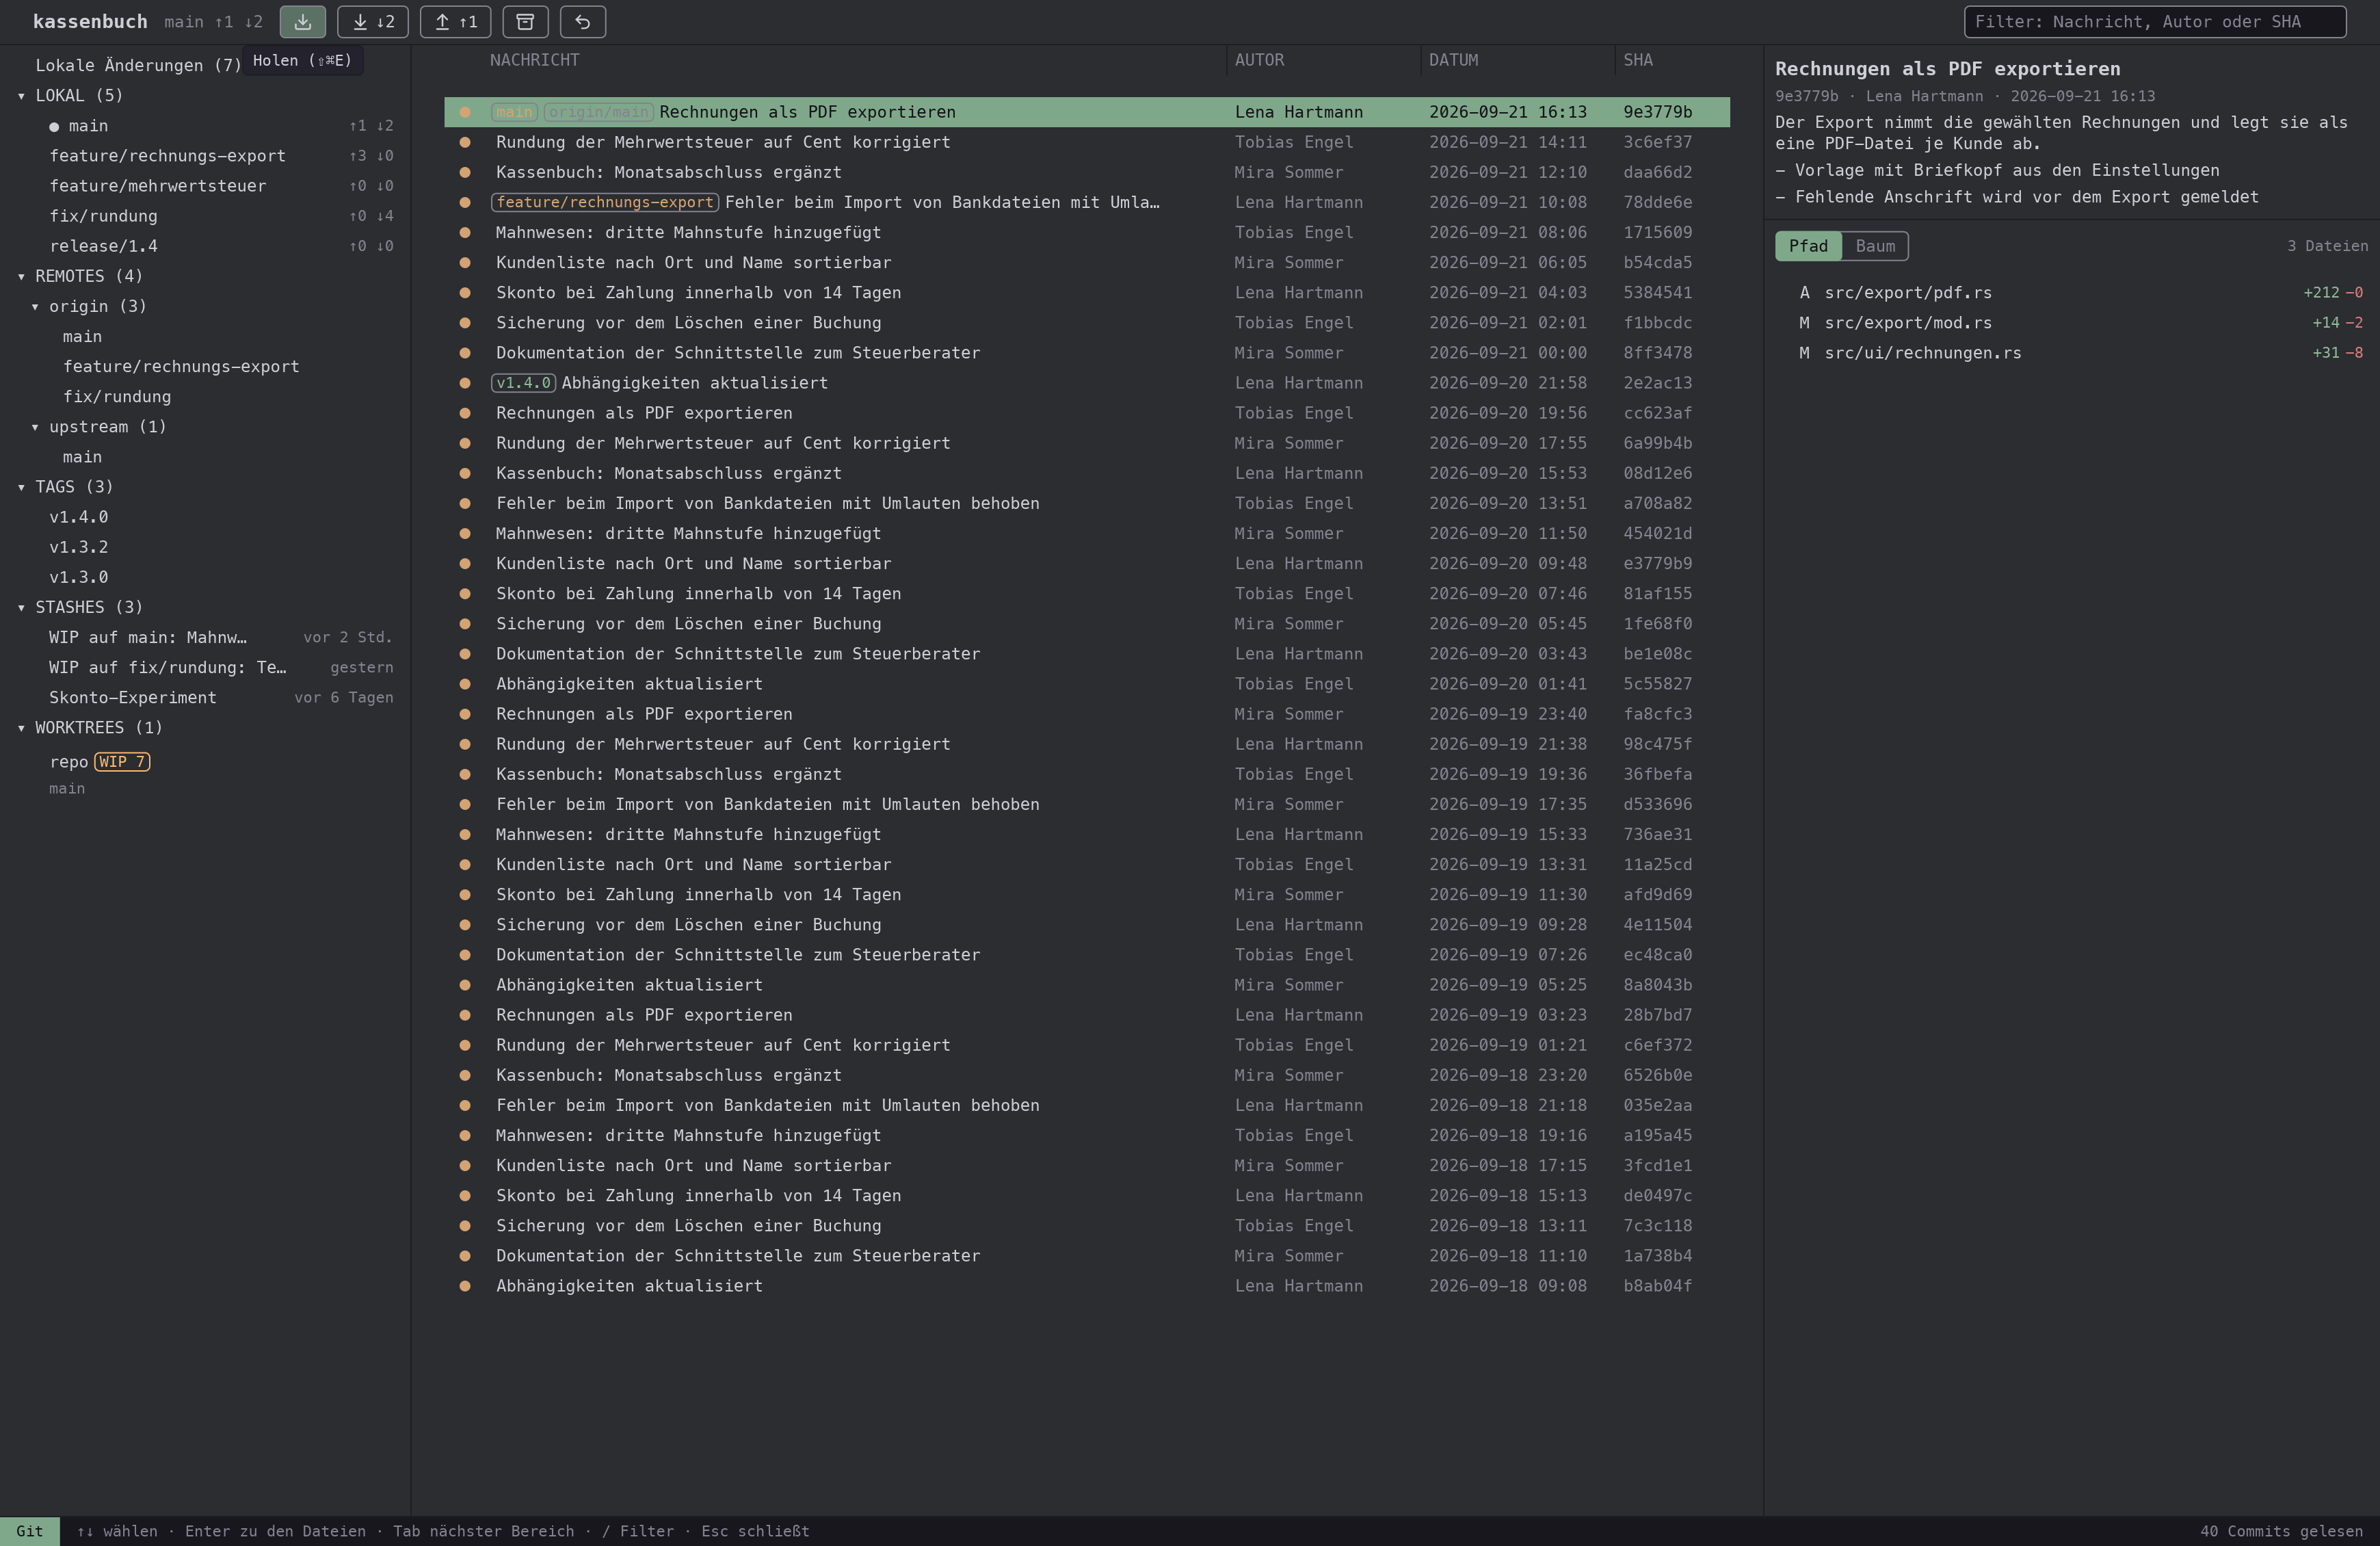 kassenbuch main ↑1 ↓2 ↓2 ↑1 Filter: Nachricht, Autor oder SHA
Holen (⇧⌘E)
Lokale Änderungen (7)
▾ LOKAL (5)
● main ↑1 ↓2
feature/rechnungs-export ↑3 ↓0
feature/mehrwertsteuer ↑0 ↓0
fix/rundung ↑0 ↓4
release/1.4 ↑0 ↓0
▾ REMOTES (4)
▾ origin (3)
main
feature/rechnungs-export
fix/rundung
▾ upstream (1)
main
▾ TAGS (3)
v1.4.0
v1.3.2
v1.3.0
▾ STASHES (3)
WIP auf main: Mahnw… vor 2 Std.
WIP auf fix/rundung: Te… gestern
Skonto-Experiment vor 6 Tagen
▾ WORKTREES (1)
repo WIP 7
main
NACHRICHT AUTOR DATUM SHA
main origin/main Rechnungen als PDF exportieren Lena Hartmann 2026-09-21 16:13 9e3779b
Rundung der Mehrwertsteuer auf Cent korrigiert Tobias Engel 2026-09-21 14:11 3c6ef37
Kassenbuch: Monatsabschluss ergänzt Mira Sommer 2026-09-21 12:10 daa66d2
feature/rechnungs-export Fehler beim Import von Bankdateien mit Umla… Lena Hartmann 2026-09-21 10:08 78dde6e
Mahnwesen: dritte Mahnstufe hinzugefügt Tobias Engel 2026-09-21 08:06 1715609
Kundenliste nach Ort und Name sortierbar Mira Sommer 2026-09-21 06:05 b54cda5
Skonto bei Zahlung innerhalb von 14 Tagen Lena Hartmann 2026-09-21 04:03 5384541
Sicherung vor dem Löschen einer Buchung Tobias Engel 2026-09-21 02:01 f1bbcdc
Dokumentation der Schnittstelle zum Steuerberater Mira Sommer 2026-09-21 00:00 8ff3478
v1.4.0 Abhängigkeiten aktualisiert Lena Hartmann 2026-09-20 21:58 2e2ac13
Rechnungen als PDF exportieren Tobias Engel 2026-09-20 19:56 cc623af
Rundung der Mehrwertsteuer auf Cent korrigiert Mira Sommer 2026-09-20 17:55 6a99b4b
Kassenbuch: Monatsabschluss ergänzt Lena Hartmann 2026-09-20 15:53 08d12e6
Fehler beim Import von Bankdateien mit Umlauten behoben Tobias Engel 2026-09-20 13:51 a708a82
Mahnwesen: dritte Mahnstufe hinzugefügt Mira Sommer 2026-09-20 11:50 454021d
Kundenliste nach Ort und Name sortierbar Lena Hartmann 2026-09-20 09:48 e3779b9
Skonto bei Zahlung innerhalb von 14 Tagen Tobias Engel 2026-09-20 07:46 81af155
Sicherung vor dem Löschen einer Buchung Mira Sommer 2026-09-20 05:45 1fe68f0
Dokumentation der Schnittstelle zum Steuerberater Lena Hartmann 2026-09-20 03:43 be1e08c
Abhängigkeiten aktualisiert Tobias Engel 2026-09-20 01:41 5c55827
Rechnungen als PDF exportieren Mira Sommer 2026-09-19 23:40 fa8cfc3
Rundung der Mehrwertsteuer auf Cent korrigiert Lena Hartmann 2026-09-19 21:38 98c475f
Kassenbuch: Monatsabschluss ergänzt Tobias Engel 2026-09-19 19:36 36fbefa
Fehler beim Import von Bankdateien mit Umlauten behoben Mira Sommer 2026-09-19 17:35 d533696
Mahnwesen: dritte Mahnstufe hinzugefügt Lena Hartmann 2026-09-19 15:33 736ae31
Kundenliste nach Ort und Name sortierbar Tobias Engel 2026-09-19 13:31 11a25cd
Skonto bei Zahlung innerhalb von 14 Tagen Mira Sommer 2026-09-19 11:30 afd9d69
Sicherung vor dem Löschen einer Buchung Lena Hartmann 2026-09-19 09:28 4e11504
Dokumentation der Schnittstelle zum Steuerberater Tobias Engel 2026-09-19 07:26 ec48ca0
Abhängigkeiten aktualisiert Mira Sommer 2026-09-19 05:25 8a8043b
Rechnungen als PDF exportieren Lena Hartmann 2026-09-19 03:23 28b7bd7
Rundung der Mehrwertsteuer auf Cent korrigiert Tobias Engel 2026-09-19 01:21 c6ef372
Kassenbuch: Monatsabschluss ergänzt Mira Sommer 2026-09-18 23:20 6526b0e
Fehler beim Import von Bankdateien mit Umlauten behoben Lena Hartmann 2026-09-18 21:18 035e2aa
Mahnwesen: dritte Mahnstufe hinzugefügt Tobias Engel 2026-09-18 19:16 a195a45
Kundenliste nach Ort und Name sortierbar Mira Sommer 2026-09-18 17:15 3fcd1e1
Skonto bei Zahlung innerhalb von 14 Tagen Lena Hartmann 2026-09-18 15:13 de0497c
Sicherung vor dem Löschen einer Buchung Tobias Engel 2026-09-18 13:11 7c3c118
Dokumentation der Schnittstelle zum Steuerberater Mira Sommer 2026-09-18 11:10 1a738b4
Abhängigkeiten aktualisiert Lena Hartmann 2026-09-18 09:08 b8ab04f
Rechnungen als PDF exportieren
9e3779b · Lena Hartmann · 2026-09-21 16:13
Der Export nimmt die gewählten Rechnungen und legt sie als
eine PDF-Datei je Kunde ab.
– Vorlage mit Briefkopf aus den Einstellungen
– Fehlende Anschrift wird vor dem Export gemeldet
Pfad Baum 3 Dateien
A src/export/pdf.rs +212 −0
M src/export/mod.rs +14 −2
M src/ui/rechnungen.rs +31 −8
Git ↑↓ wählen · Enter zu den Dateien · Tab nächster Bereich · / Filter · Esc schließt 40 Commits gelesen